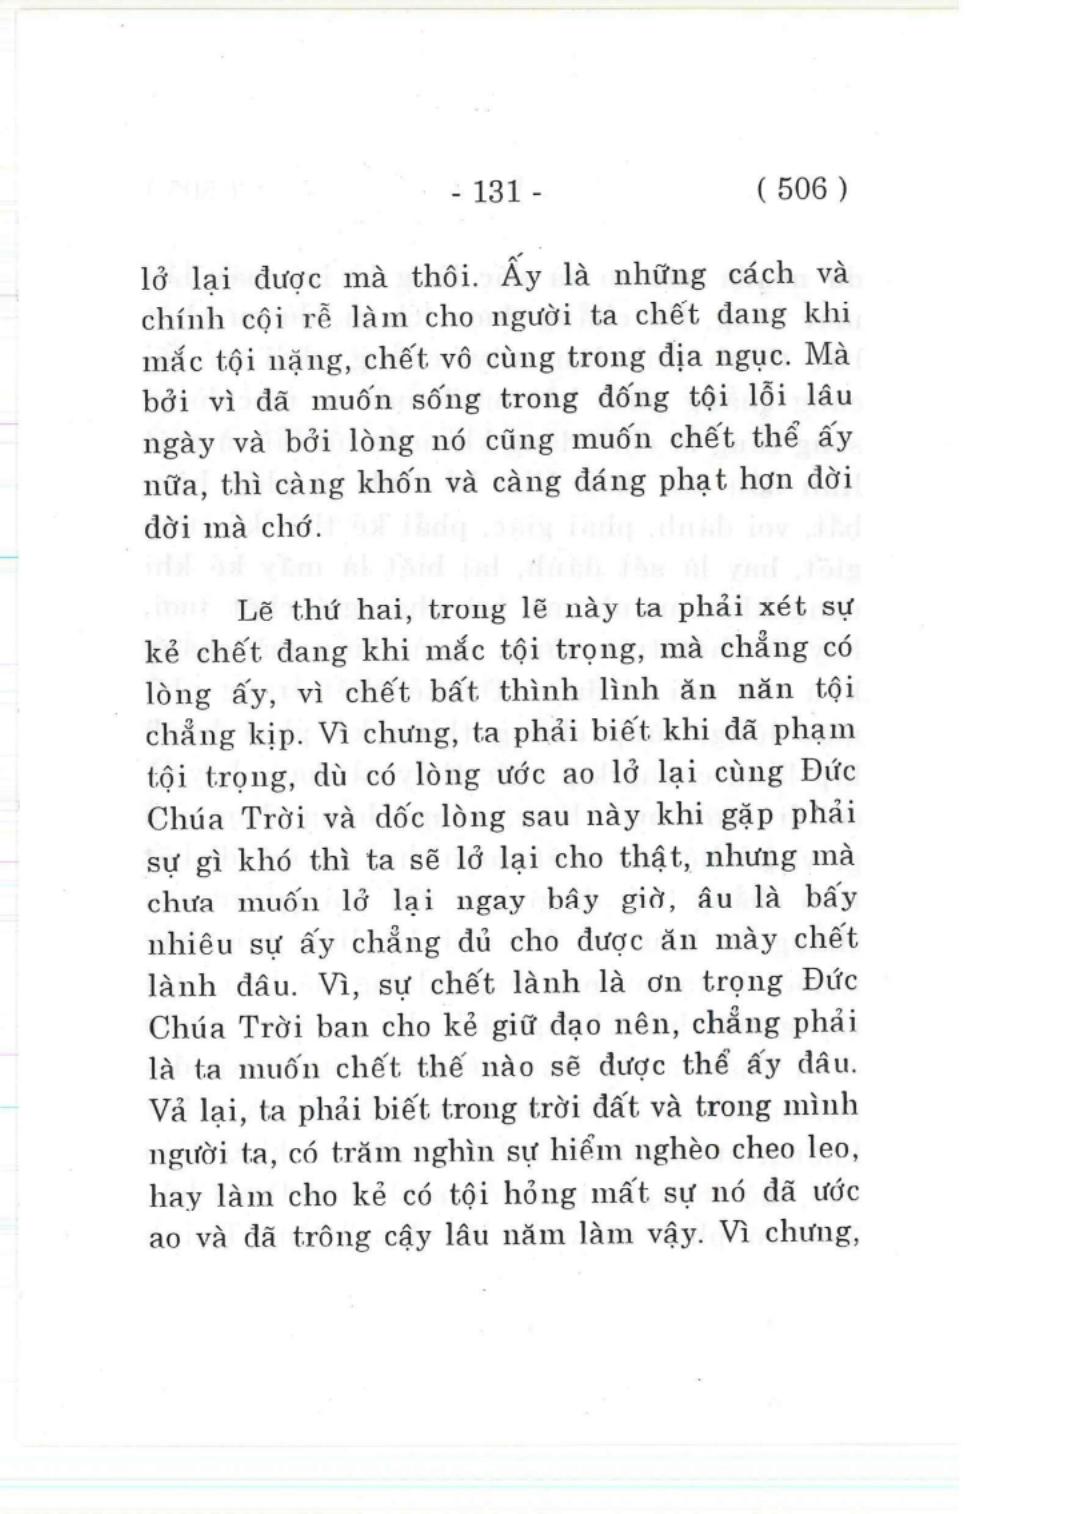 - 131 - ( 506 )
lở lại được mà thôi. Ấy là những cách và
chính cội rễ làm cho người ta chết đang khi
mắc tội nặng, chết vô cùng trong địa ngục. Mà
bởi vì đã muốn sống trong đống tội lỗi lâu
ngày và bởi lòng nó cũng muốn chết thể ấy
nữa, thì càng khốn và càng đáng phạt hơn đời
đời mà chớ.
Lẽ thứ hai, trong lẽ này ta phải xét sự
kẻ chết đang khi mắc tội trọng, mà chẳng có
lòng ấy, vì chết bất thình lình ăn năn tội
chẳng kịp. Vì chưng, ta phải biết khi đã phạm
tội trọng, dù có lòng ước ao lở lại cùng Đức
Chúa Trời và dốc lòng sau này khi gặp phải
sự gì khó thì ta sẽ lở lại cho thật, nhưng mà
chưa muốn lở lại ngay bây giờ, âu là bấy
nhiêu sự ấy chẳng đủ cho được ăn mày chết
lành đâu. Vì, sự chết lành là ơn trọng Đức
Chúa Trời ban cho kẻ giữ đạo nên, chẳng phải
là ta muốn chết thế nào sẽ được thể ấy đâu.
Vả lại, ta phải biết trong trời đất và trong mình
người ta, có trăm nghìn sự hiểm nghèo cheo leo,
hay làm cho kẻ có tội hỏng mất sự nó đã ước
ao và đã trông cậy lâu năm làm vậy. Vì chưng,